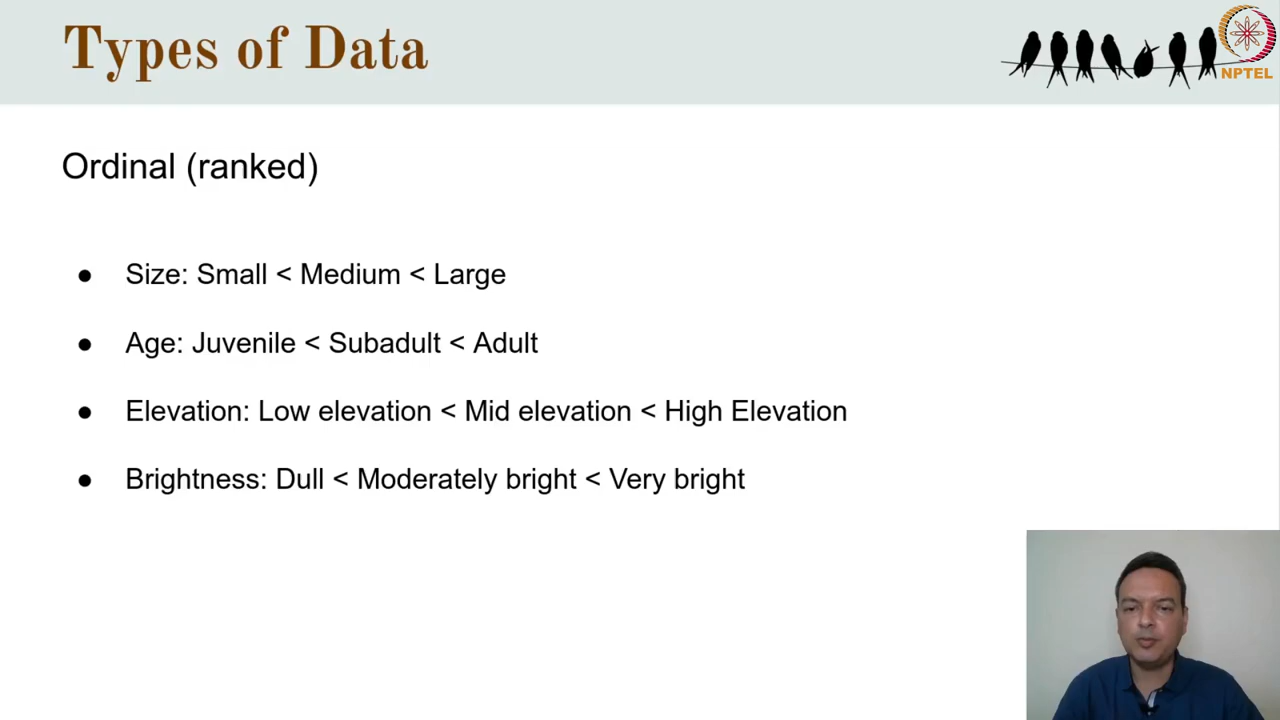 Types of Data
NPTEL
Ordinal (ranked)
● Size: Small < Medium < Large
● Age: Juvenile < Subadult < Adult
● Elevation: Low elevation < Mid elevation < High Elevation
● Brightness: Dull < Moderately bright < Very bright